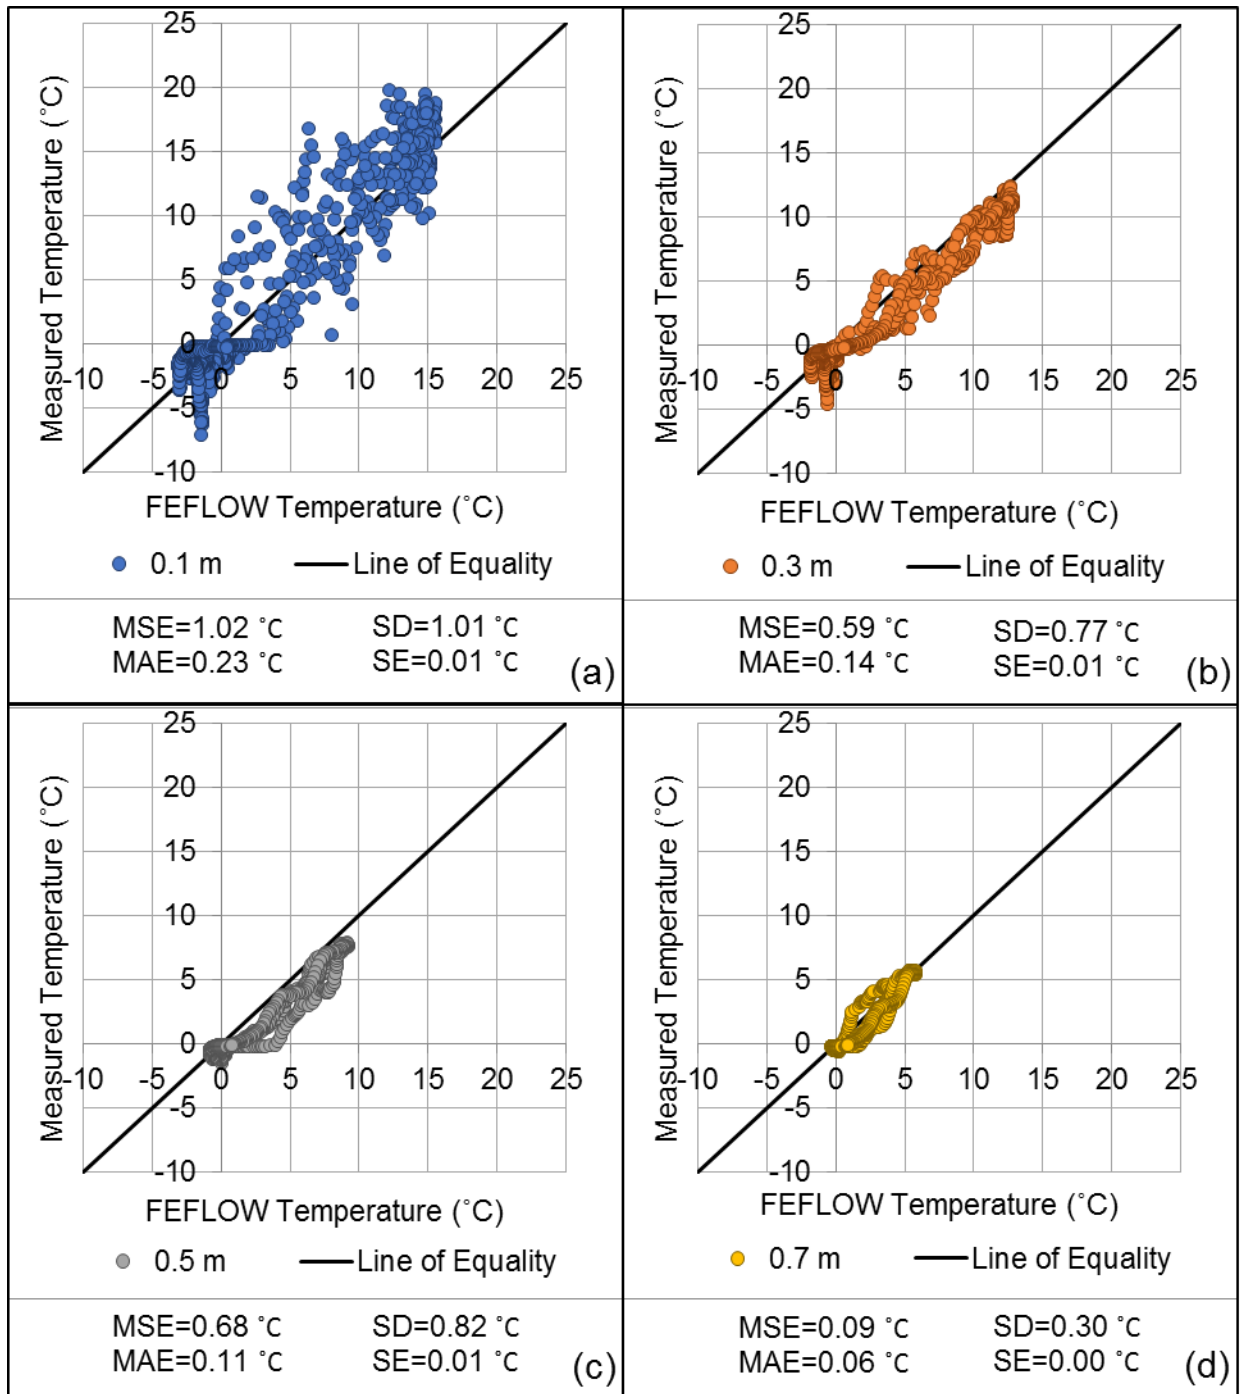 25
20
15
10
5
0
-10 -5 0 5 10 15 20 25
-5
-10
Measured Temperature (˚C)
FEFLOW Temperature (˚C)
0.1 m Line of Equality
MSE=1.02 ˚C SD=1.01 ˚C
MAE=0.23 ˚C SE=0.01 ˚C
(a)
25
20
15
10
5
0
-10 -5 0 5 10 15 20 25
-5
-10
Measured Temperature (˚C)
FEFLOW Temperature (˚C)
0.3 m Line of Equality
MSE=0.59 ˚C SD=0.77 ˚C
MAE=0.14 ˚C SE=0.01 ˚C
(b)
25
20
15
10
5
0
-10 -5 0 5 10 15 20 25
-5
-10
Measured Temperature (˚C)
FEFLOW Temperature (˚C)
0.5 m Line of Equality
MSE=0.68 ˚C SD=0.82 ˚C
MAE=0.11 ˚C SE=0.01 ˚C
(c)
25
20
15
10
5
0
-10 -5 0 5 10 15 20 25
-5
-10
Measured Temperature (˚C)
FEFLOW Temperature (˚C)
0.7 m Line of Equality
MSE=0.09 ˚C SD=0.30 ˚C
MAE=0.06 ˚C SE=0.00 ˚C
(d)